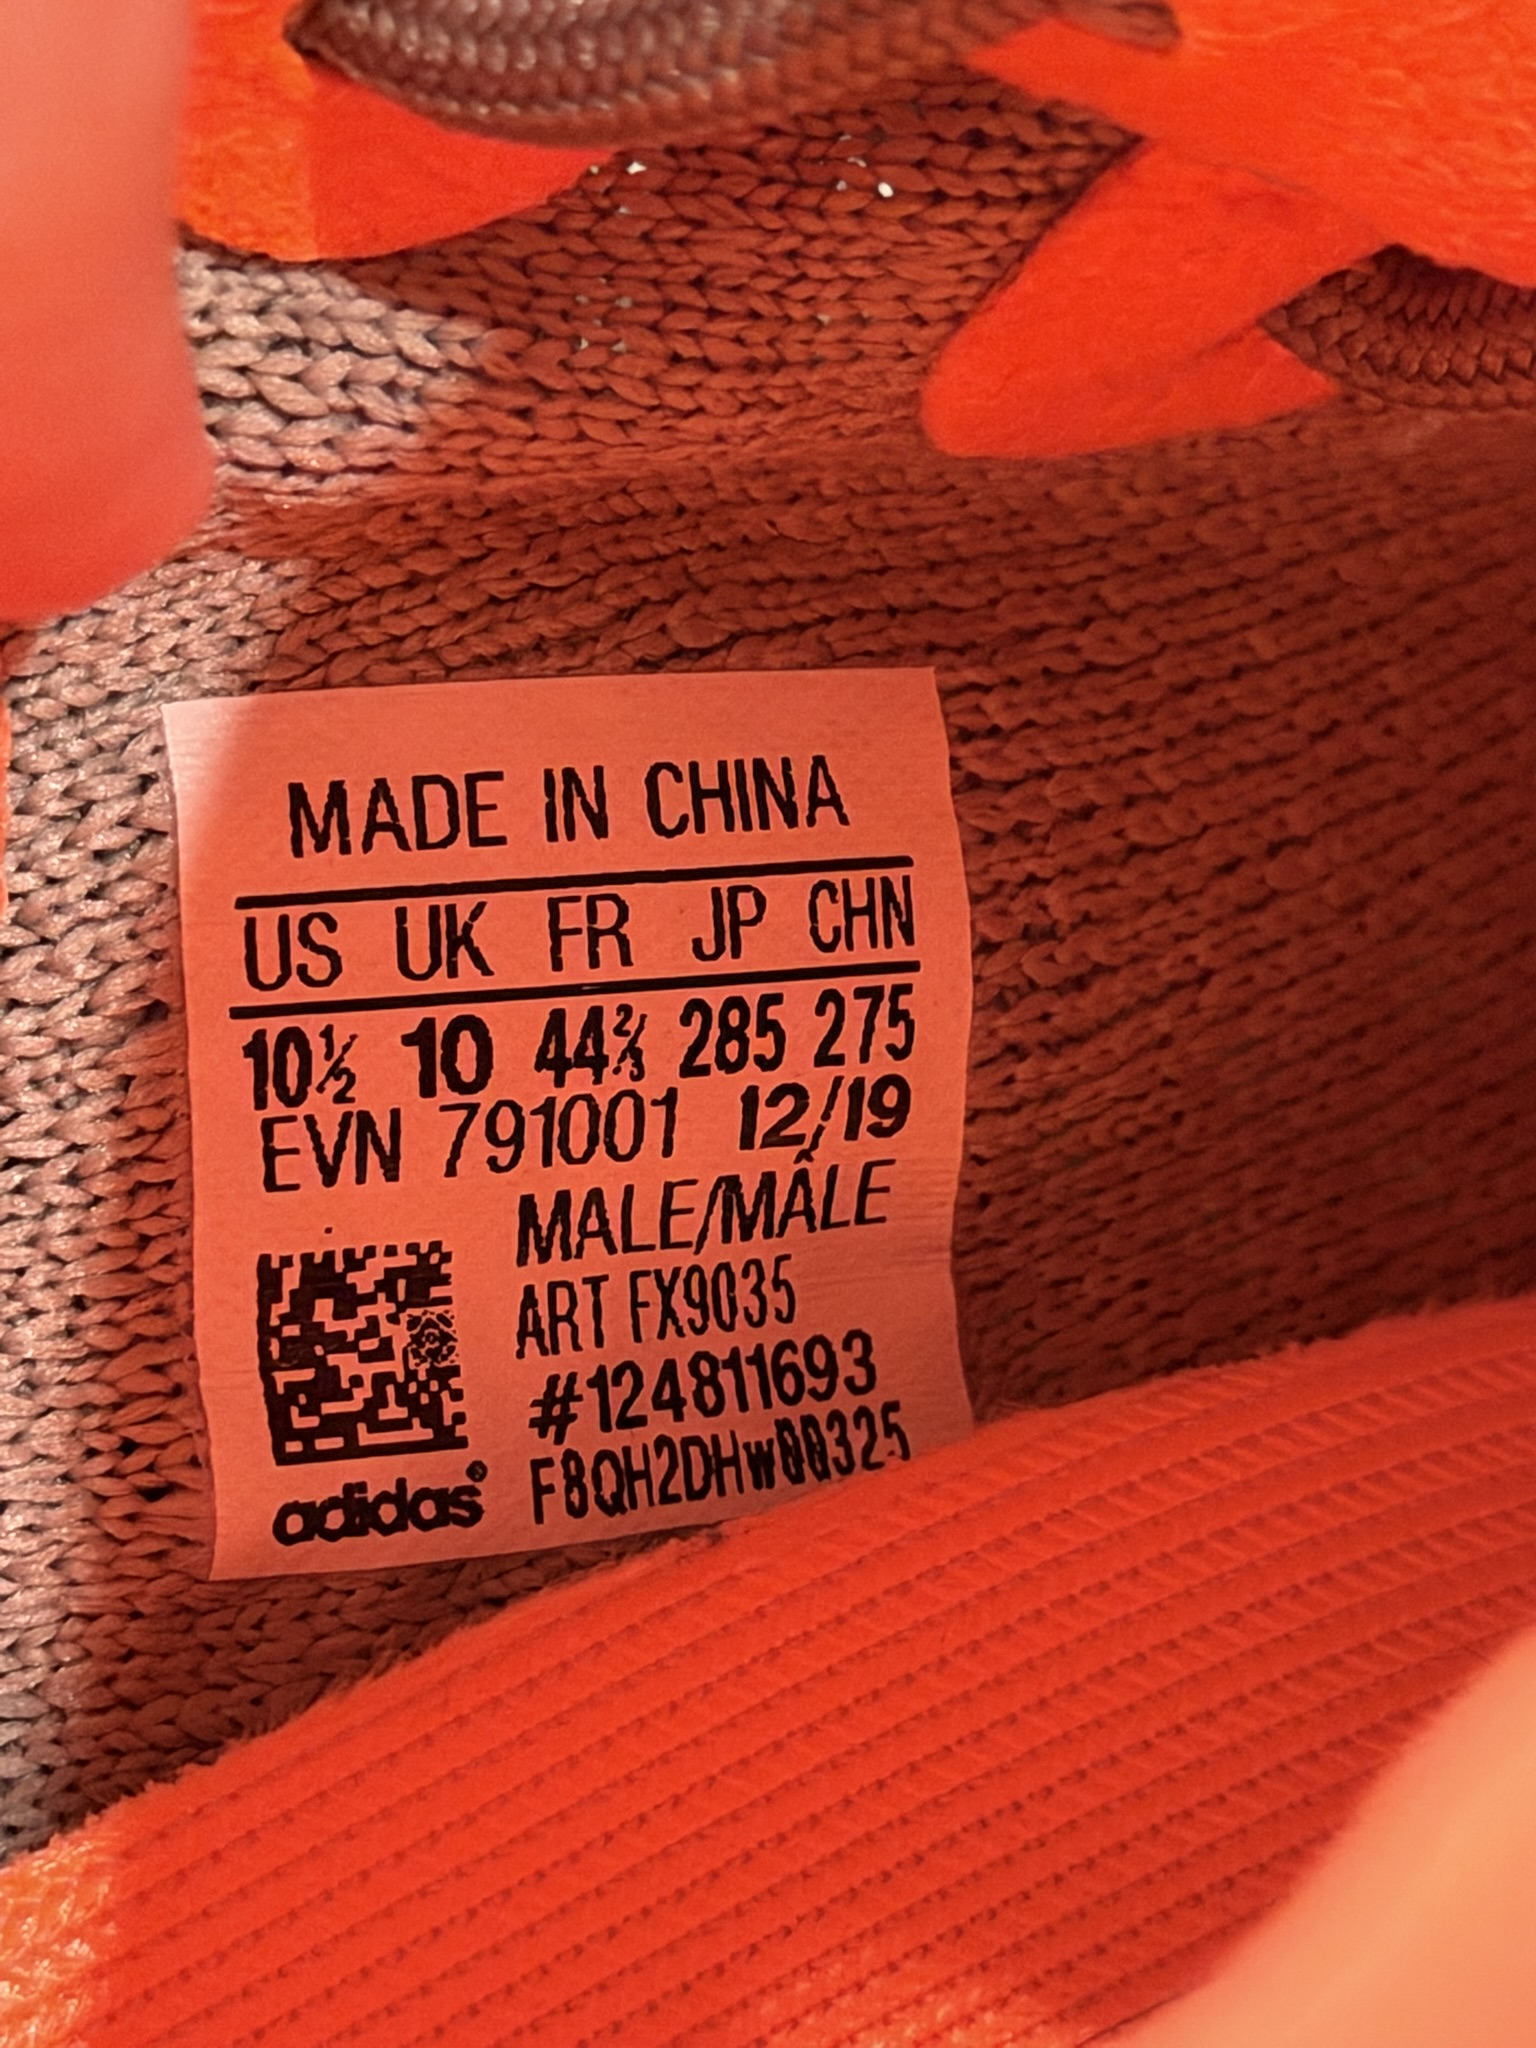 MADE IN CHINA
US UK FR JP CHN
10½ 10 44⅔ 285 275
EVN 791001 12/19
MALE/MÂLE
ART FX9035
#124811693
F8QH2DHw00325
adidas®